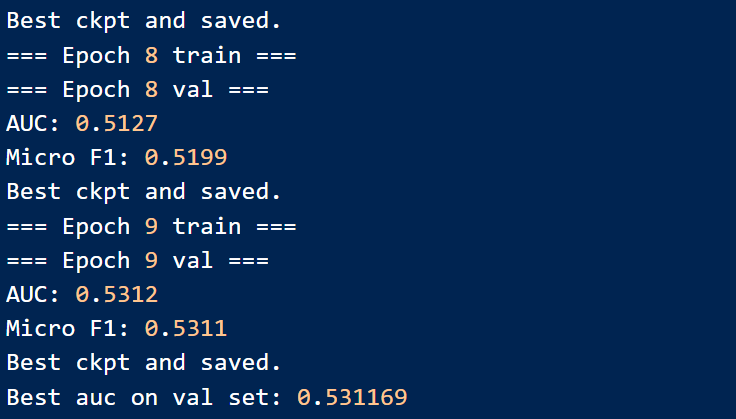 Best ckpt and saved.
=== Epoch 8 train ===
=== Epoch 8 val ===
AUC: 0.5127
Micro F1: 0.5199
Best ckpt and saved.
=== Epoch 9 train ===
=== Epoch 9 val ===
AUC: 0.5312
Micro F1: 0.5311
Best ckpt and saved.
Best auc on val set: 0.531169